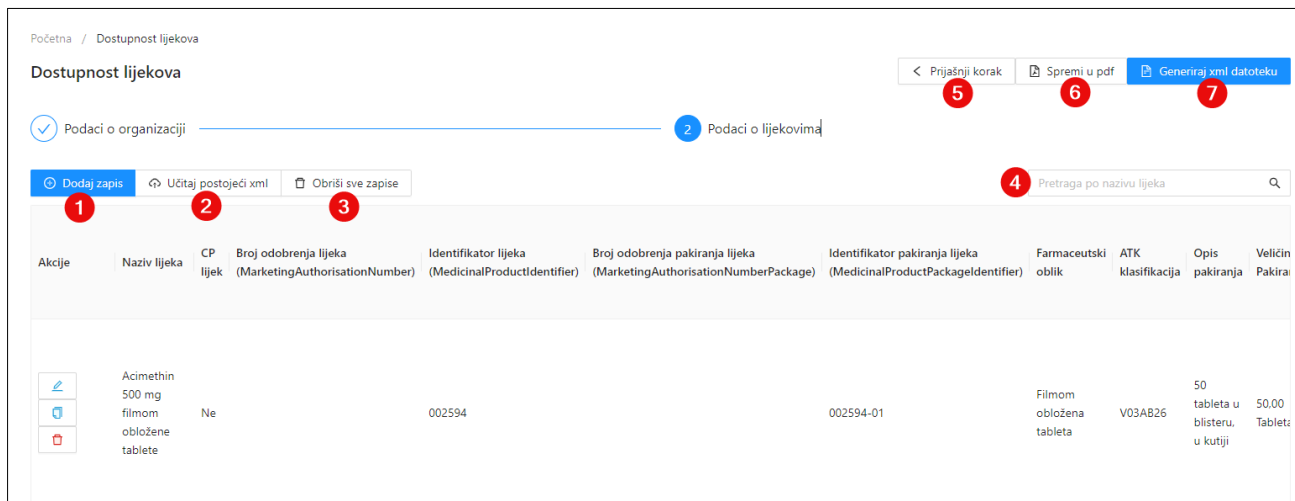 Početna / Dostupnost lijekova
Dostupnost lijekova
Prijašnji korak
Spremi u pdf
Generiraj xml datoteku
5
6
7
Podaci o organizaciji
2 Podaci o lijekovima
Dodaj zapis
Učitaj postojeći xml
Obriši sve zapise
4
Pretraga po nazivu lijeka
1
2
3
Akcije
Naziv lijeka
CP
lijek
Broj odobrenja lijeka
(MarketingAuthorisationNumber)
Identifikator lijeka
(MedicinalProductIdentifier)
Broj odobrenja pakiranja lijeka
(MarketingAuthorisationNumberPackage)
Identifikator pakiranja lijeka
(MedicinalProductPackageIdentifier)
Farmaceutski
oblik
ATK
klasifikacija
Opis
pakiranja
Veličin
Pakirar
Acimethin
500 mg
filmom
obložene
tablete
Ne
002594
002594-01
Filmom
obložena
tableta
V03AB26
50
tableta u
blisteru,
u kutiji
50,00
Tableta